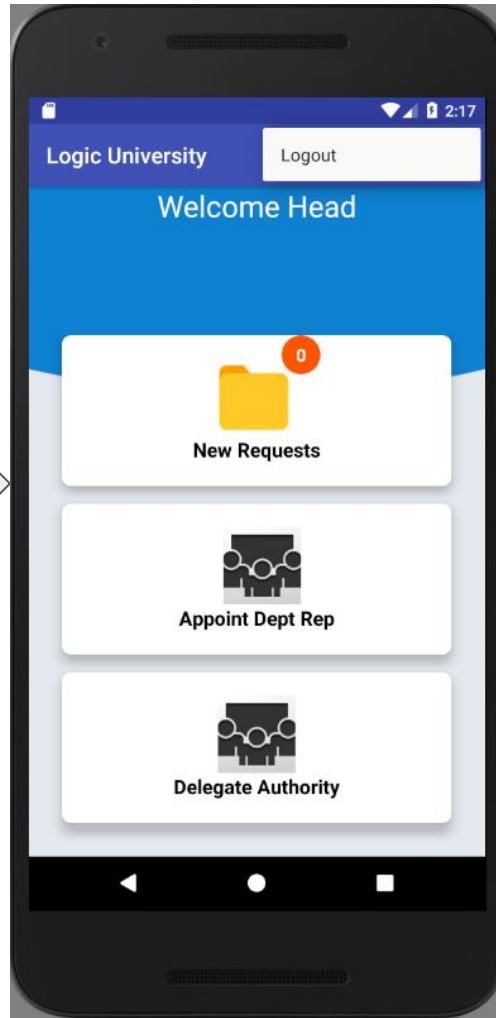 2:17
Logic University
Logout
Welcome Head
0
New Requests
Appoint Dept Rep
Delegate Authority